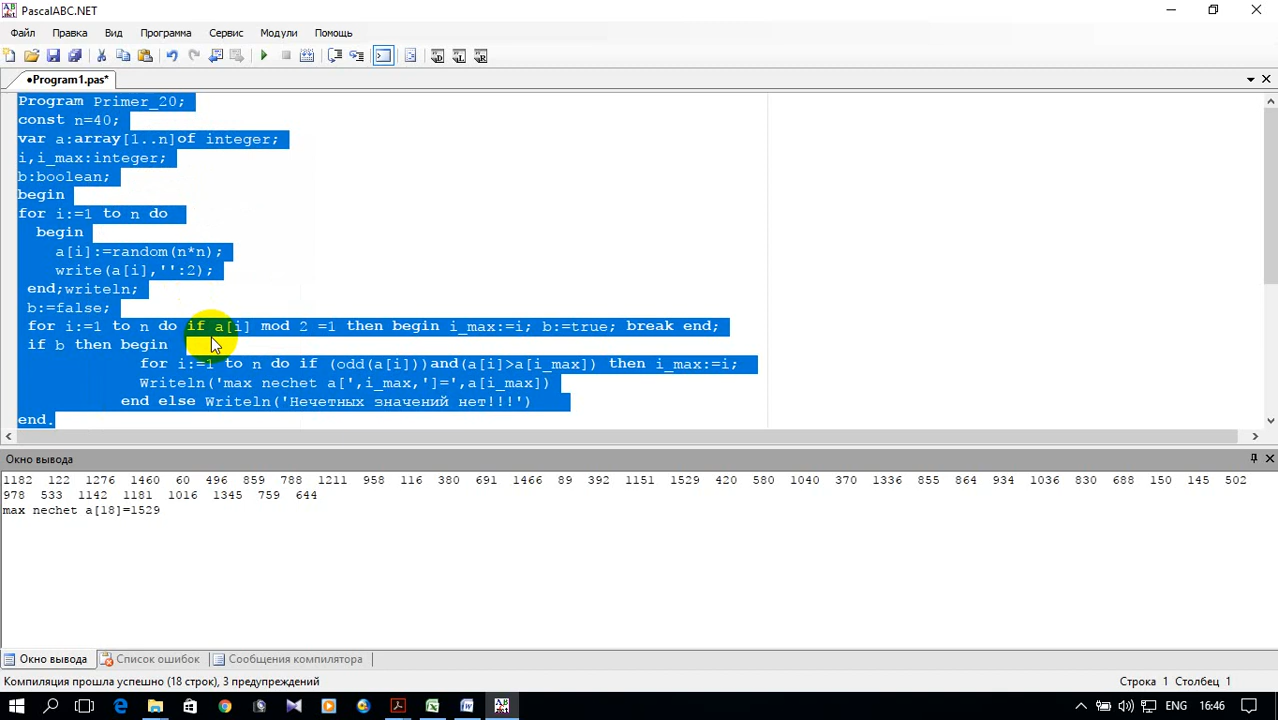 PascalABC.NET
Файл Правка Вид Программа Сервис Модули Помощь
•Program1.pas*
Program Primer_20;
const n=40;
var a:array[1..n]of integer;
i,i_max:integer;
b:boolean;
begin
for i:=1 to n do
begin
a[i]:=random(n*n);
write(a[i],'':2);
end;writeln;
b:=false;
for i:=1 to n do if a[i] mod 2 =1 then begin i_max:=i; b:=true; break end;
if b then begin
for i:=1 to n do if (odd(a[i]))and(a[i]>a[i_max]) then i_max:=i;
Writeln('max nechet a[',i_max,']=',a[i_max])
end else Writeln('Нечетных значений нет!!!')
end.
Окно вывода
1182 122 1276 1460 60 496 859 788 1211 958 116 380 691 1466 89 392 1151 1529 420 580 1040 370 1336 855 864 934 1036 830 688 150 145 502
978 533 1142 1181 1016 1345 759 644
max nechet a[18]=1529
Окно вывода Список ошибок Сообщения компилятора
Компиляция прошла успешно (18 строк), 3 предупреждений Строка 1 Столбец 1
ENG 16:46